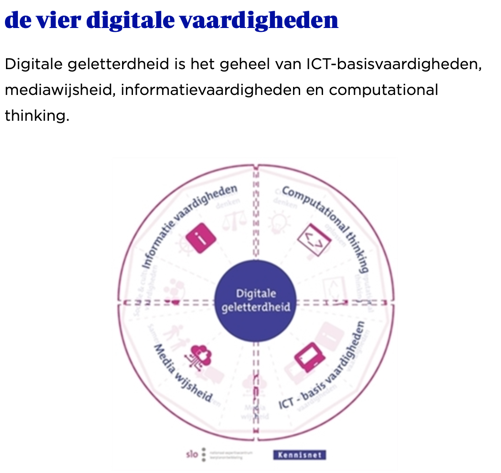 de vier digitale vaardigheden
Digitale geletterdheid is het geheel van ICT-basisvaardigheden,
mediawijsheid, informatievaardigheden en computational
thinking.
Informatie vaardigheden
Computational thinking
Digitale
geletterdheid
Media wijsheid
ICT - basis vaardigheden
slo
Kennisnet